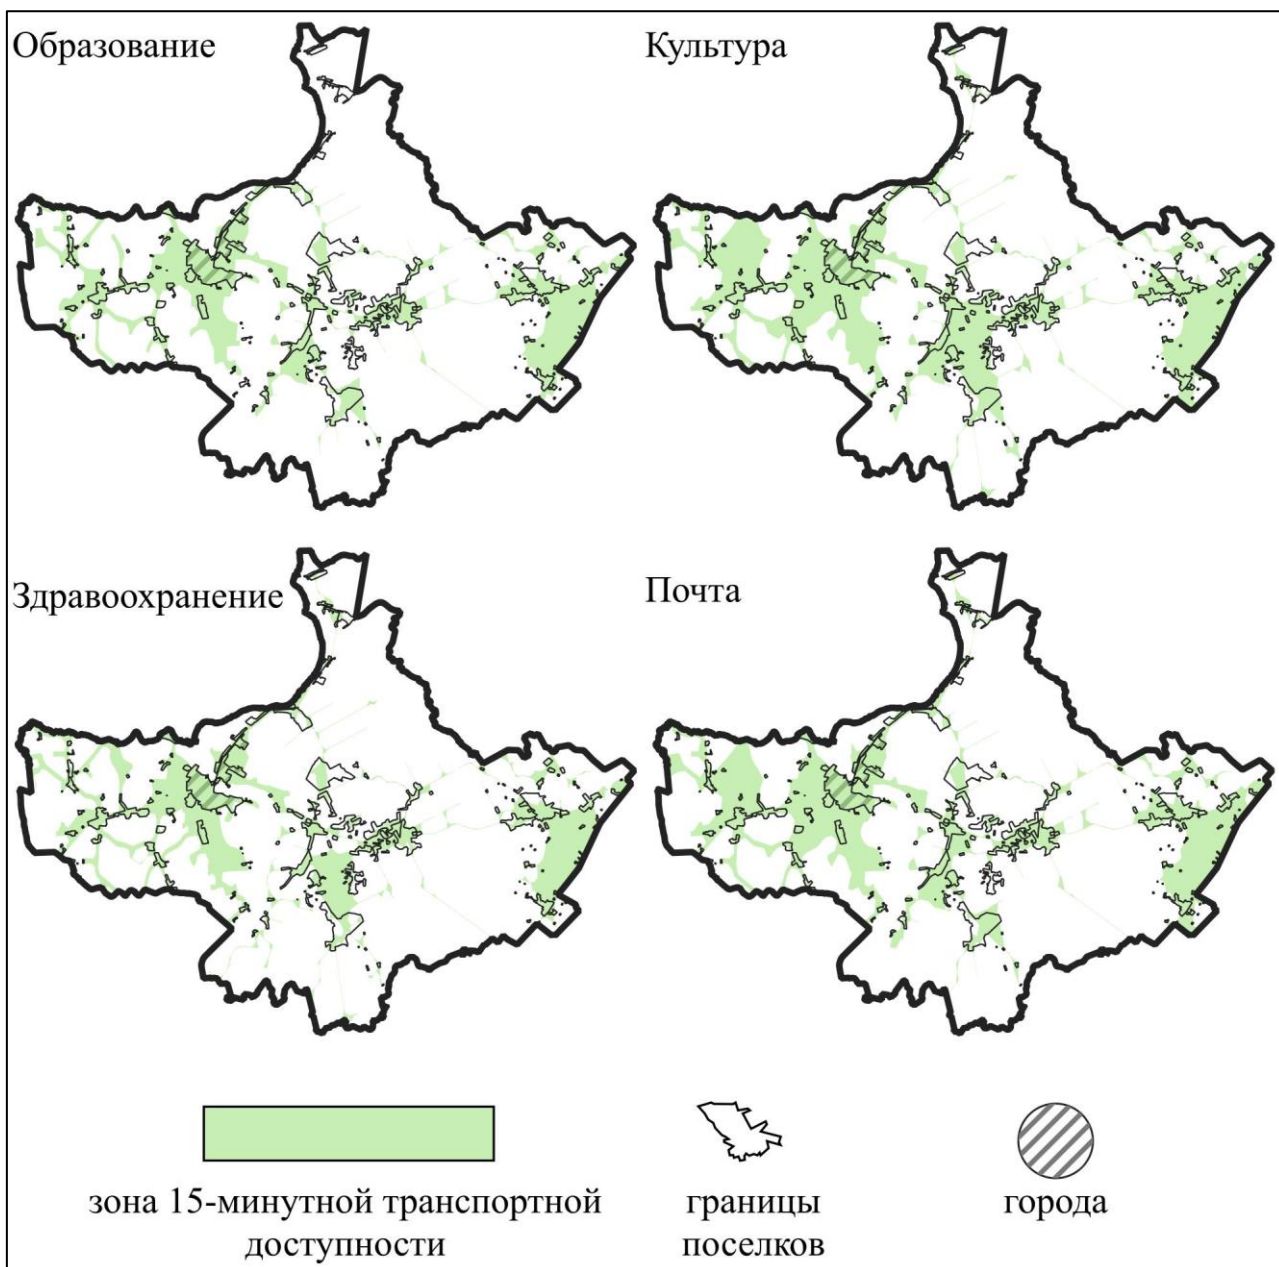 Образование
Культура
Здравоохранение
Почта
зона 15-минутной транспортной
доступности
границы
поселков
города